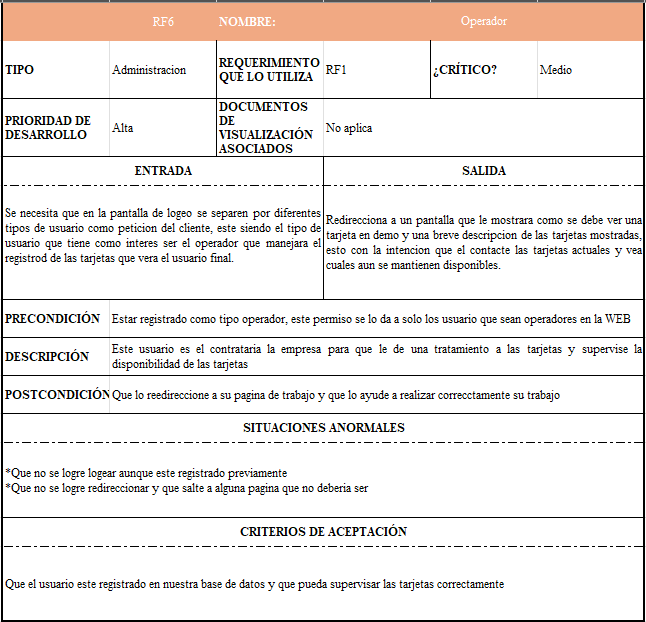 RF6 NOMBRE: Operador
TIPO Administracion REQUERIMIENTO QUE LO UTILIZA RF1 ¿CRÍTICO? Medio
PRIORIDAD DE DESARROLLO Alta DOCUMENTOS DE VISUALIZACIÓN ASOCIADOS No aplica
ENTRADA SALIDA
Se necesita que en la pantalla de logeo se separen por diferentes
tipos de usuario como peticion del cliente, este siendo el tipo de
usuario que tiene como interes ser el operador que manejara el
registrod de las tarjetas que vera el usuario final.
Redirecciona a un pantalla que le mostrara como se debe ver una
tarjeta en demo y una breve descripcion de las tarjetas mostradas,
esto con la intencion que el contacte las tarjetas actuales y vea
cuales aun se mantienen disponibles.
PRECONDICIÓN Estar registrado como tipo operador, este permiso se lo da a solo los usuario que sean operadores en la WEB
DESCRIPCIÓN Este usuario es el contrataria la empresa para que le de una tratamiento a las tarjetas y supervise la
disponibilidad de las tarjetas
POSTCONDICIÓN Que lo redireccione a su pagina de trabajo y que lo ayude a realizar correcctamente su trabajo
SITUACIONES ANORMALES
*Que no se logre logear aunque este registrado previamente
*Que no se logre redireccionar y que salte a alguna pagina que no deberia ser
CRITERIOS DE ACEPTACIÓN
Que el usuario este registrado en nuestra base de datos y que pueda supervisar las tarjetas correctamente